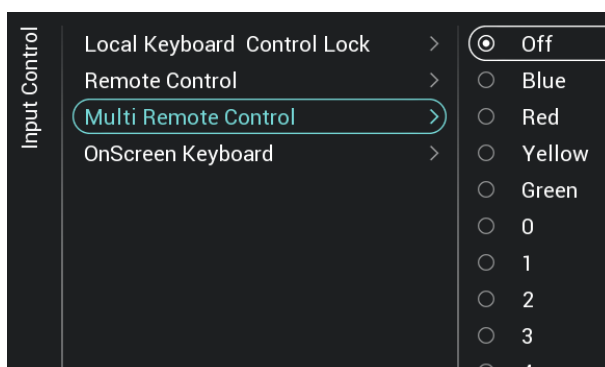 Input Control
Local Keyboard Control Lock
Remote Control
Multi Remote Control
OnScreen Keyboard
Off
Blue
Red
Yellow
Green
0
1
2
3